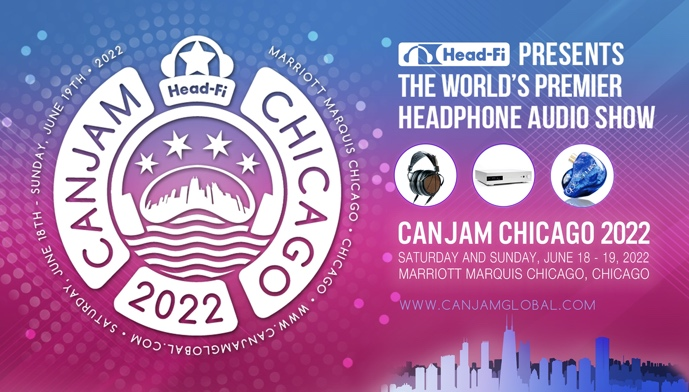 SATURDAY, JUNE 18TH - SUNDAY, JUNE 19TH • 2022
MARRIOTT MARQUIS CHICAGO • CHICAGO • WWW.CANJAMGLOBAL.COM •
Head-Fi
CANJAM CHICAGO
2022
Head-Fi PRESENTS
THE WORLD'S PREMIER
HEADPHONE AUDIO SHOW
CANJAM CHICAGO 2022
SATURDAY AND SUNDAY, JUNE 18 - 19, 2022
MARRIOTT MARQUIS CHICAGO, CHICAGO
WWW.CANJAMGLOBAL.COM